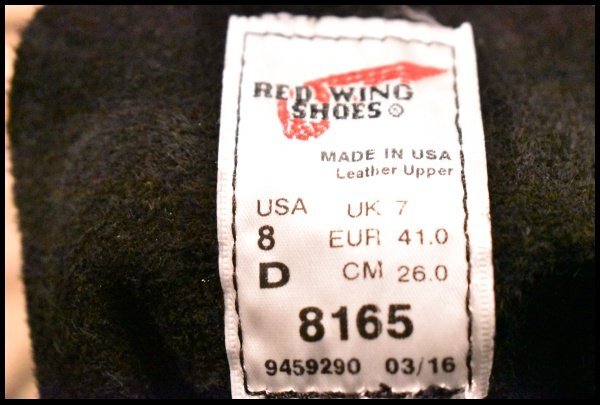 RED WING
SHOES ®
MADE IN USA
Leather Upper
USA UK 7
8 EUR 41.0
D CM 26.0
8165
9459290 03/16